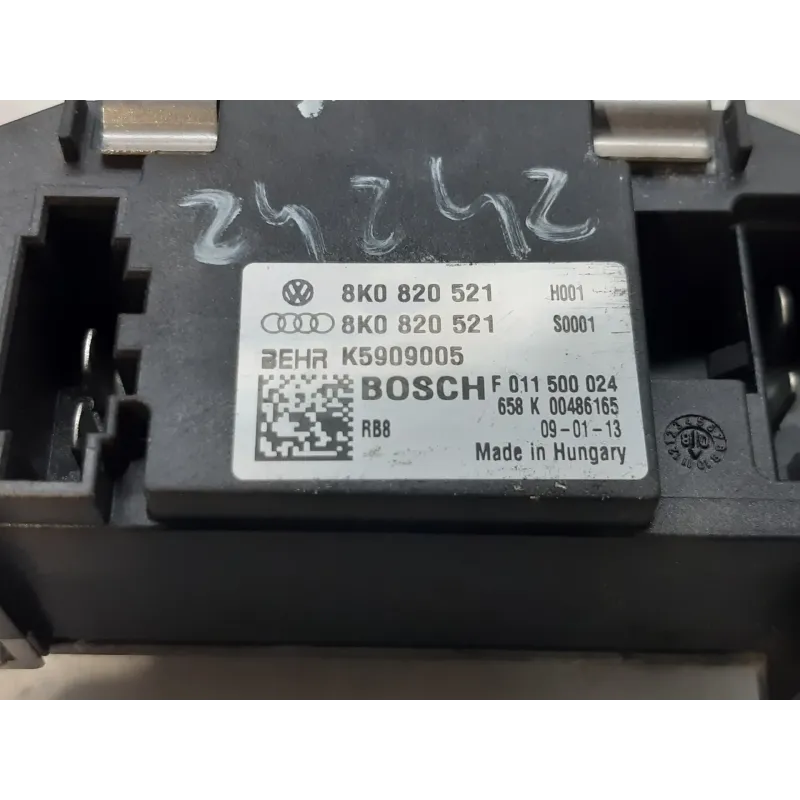 24242
8K0 820 521 H001
8K0 820 521 S0001
BEHR K5909005
BOSCH F 011 500 024
658 K 00486165
RB8 09-01-13
Made in Hungary